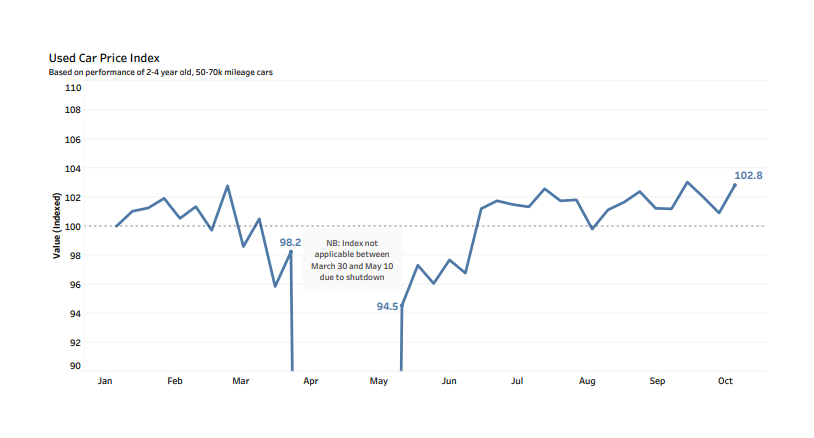 Used Car Price Index
Based on performance of 2-4 year old, 50-70k mileage cars
110
108
106
104
102
100
98
96
94
92
90
Value (Indexed)
98.2
NB: Index not
applicable between
March 30 and May 10
due to shutdown
94.5
102.8
Jan Feb Mar Apr May Jun Jul Aug Sep Oct